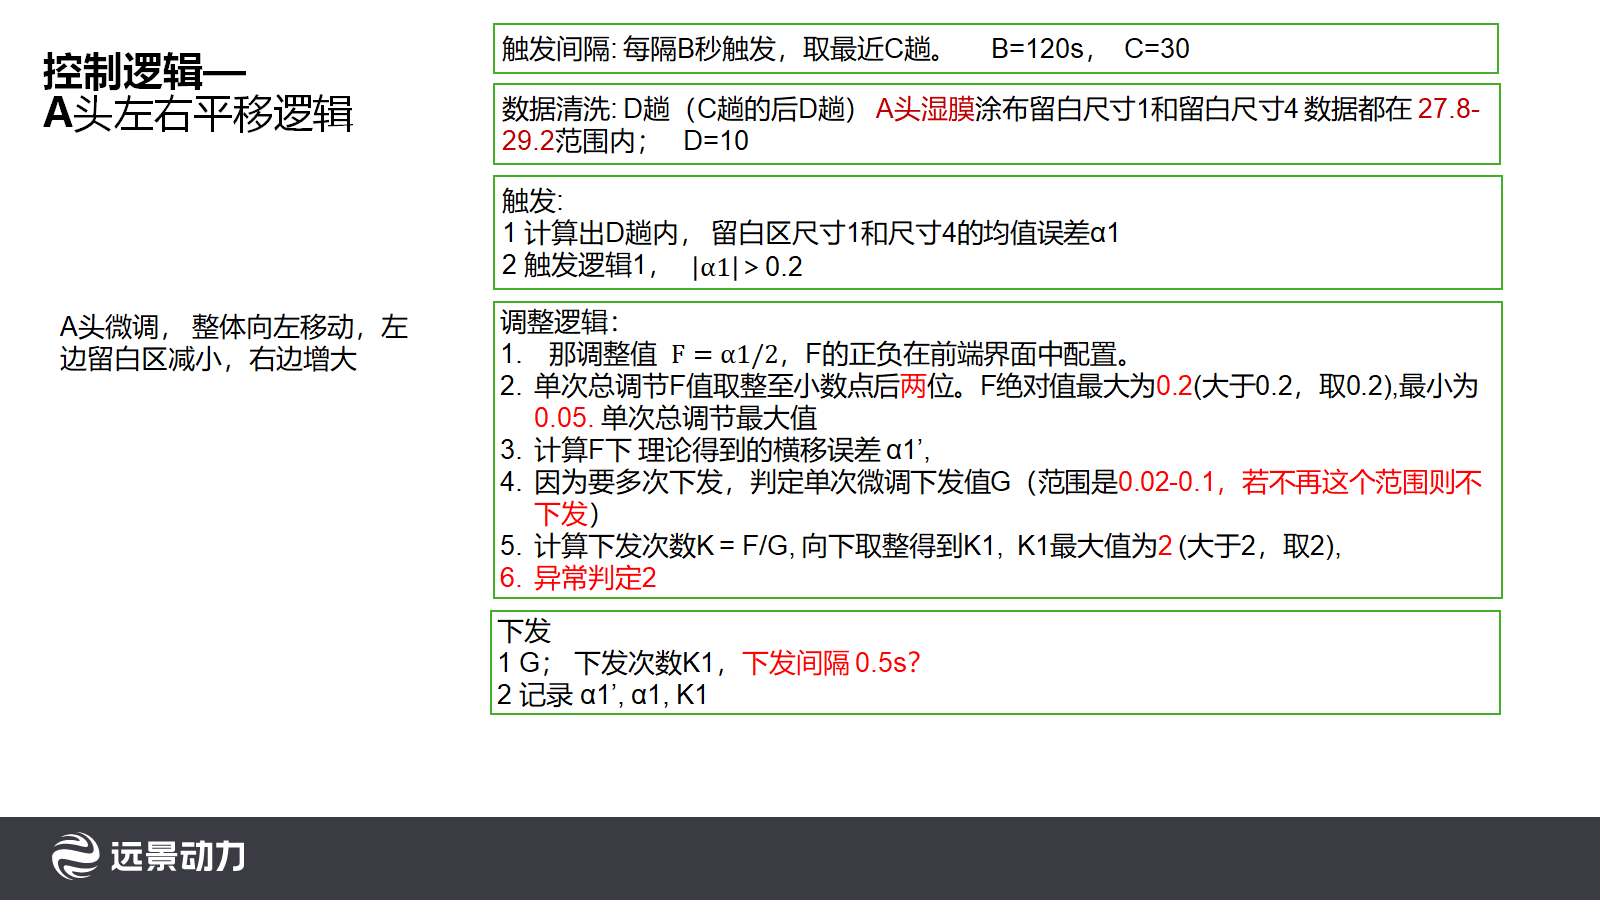 控制逻辑—
A头左右平移逻辑
触发间隔: 每隔B秒触发，取最近C趟。 B=120s， C=30
数据清洗: D趟（C趟的后D趟） A头湿膜涂布留白尺寸1和留白尺寸4 数据都在 27.8-
29.2范围内； D=10
触发:
1 计算出D趟内， 留白区尺寸1和尺寸4的均值误差α1
2 触发逻辑1， |α1| > 0.2
A头微调， 整体向左移动，左
边留白区减小，右边增大
调整逻辑：
1. 那调整值 F = α1/2，F的正负在前端界面中配置。
2. 单次总调节F值取整至小数点后两位。F绝对值最大为0.2(大于0.2，取0.2),最小为
0.05. 单次总调节最大值
3. 计算F下 理论得到的横移误差 α1’,
4. 因为要多次下发，判定单次微调下发值G（范围是0.02-0.1，若不再这个范围则不
下发）
5. 计算下发次数K = F/G, 向下取整得到K1, K1最大值为2 (大于2，取2),
6. 异常判定2
下发
1 G； 下发次数K1，下发间隔 0.5s？
2 记录 α1’, α1, K1
远景动力